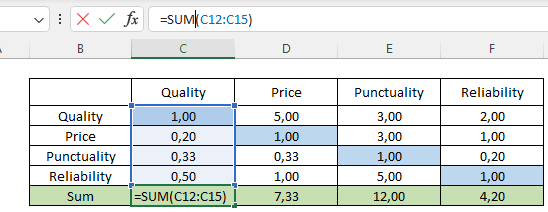 fx =SUM(C12:C15)
B C D E F
Quality Price Punctuality Reliability
Quality 1,00 5,00 3,00 2,00
Price 0,20 1,00 3,00 1,00
Punctuality 0,33 0,33 1,00 0,20
Reliability 0,50 1,00 5,00 1,00
Sum =SUM(C12:C15) 7,33 12,00 4,20